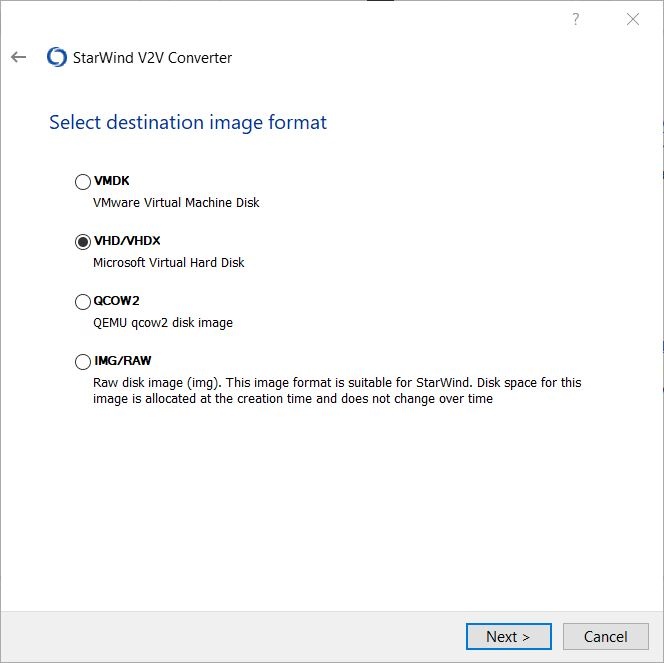 ?
StarWind V2V Converter
Select destination image format
VMDK
VMware Virtual Machine Disk
VHD/VHDX
Microsoft Virtual Hard Disk
QCOW2
QEMU qcow2 disk image
IMG/RAW
Raw disk image (img). This image format is suitable for StarWind. Disk space for this
image is allocated at the creation time and does not change over time
Next >
Cancel